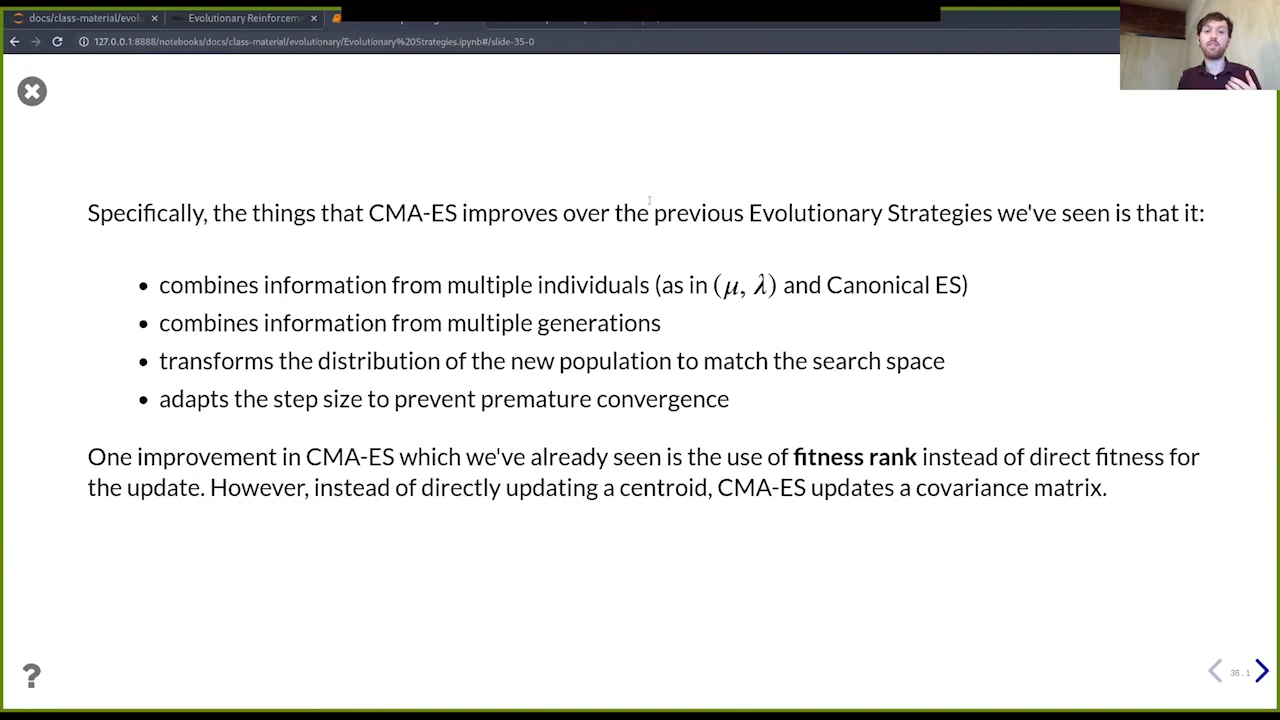 docs/class-material/evolu
Evolutionary Reinforcem
127.0.0.1:8888/notebooks/docs/class-material/evolutionary/Evolutionary%20Strategies.ipynb#/slide-35-0
Specifically, the things that CMA-ES improves over the previous Evolutionary Strategies we've seen is that it:
• combines information from multiple individuals (as in (μ, λ) and Canonical ES)
• combines information from multiple generations
• transforms the distribution of the new population to match the search space
• adapts the step size to prevent premature convergence
One improvement in CMA-ES which we've already seen is the use of fitness rank instead of direct fitness for
the update. However, instead of directly updating a centroid, CMA-ES updates a covariance matrix.
?
36.1